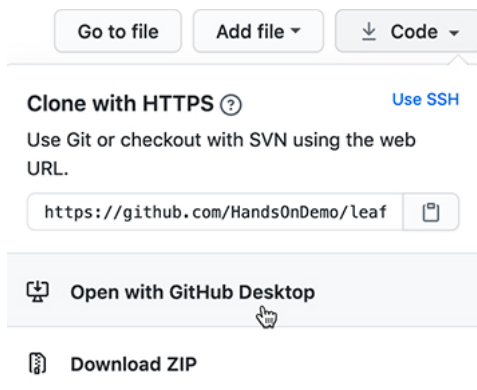 Go to file Add file Code
Clone with HTTPS ? Use SSH
Use Git or checkout with SVN using the web
URL.
https://github.com/HandsOnDemo/leaf
Open with GitHub Desktop
Download ZIP